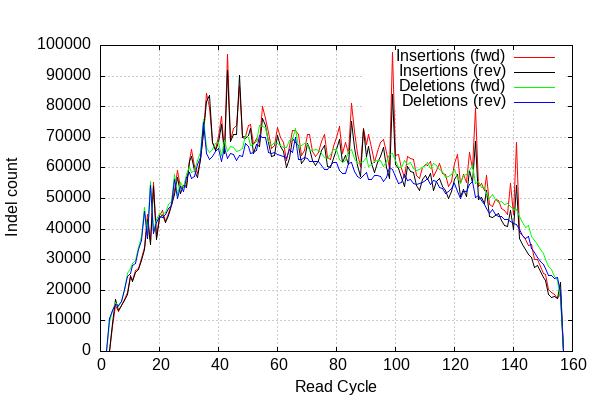 100000
90000
80000
70000
60000
50000
40000
30000
20000
10000
0
Indel count
Insertions (fwd)
Insertions (rev)
Deletions (fwd)
Deletions (rev)
0 20 40 60 80 100 120 140 160
Read Cycle